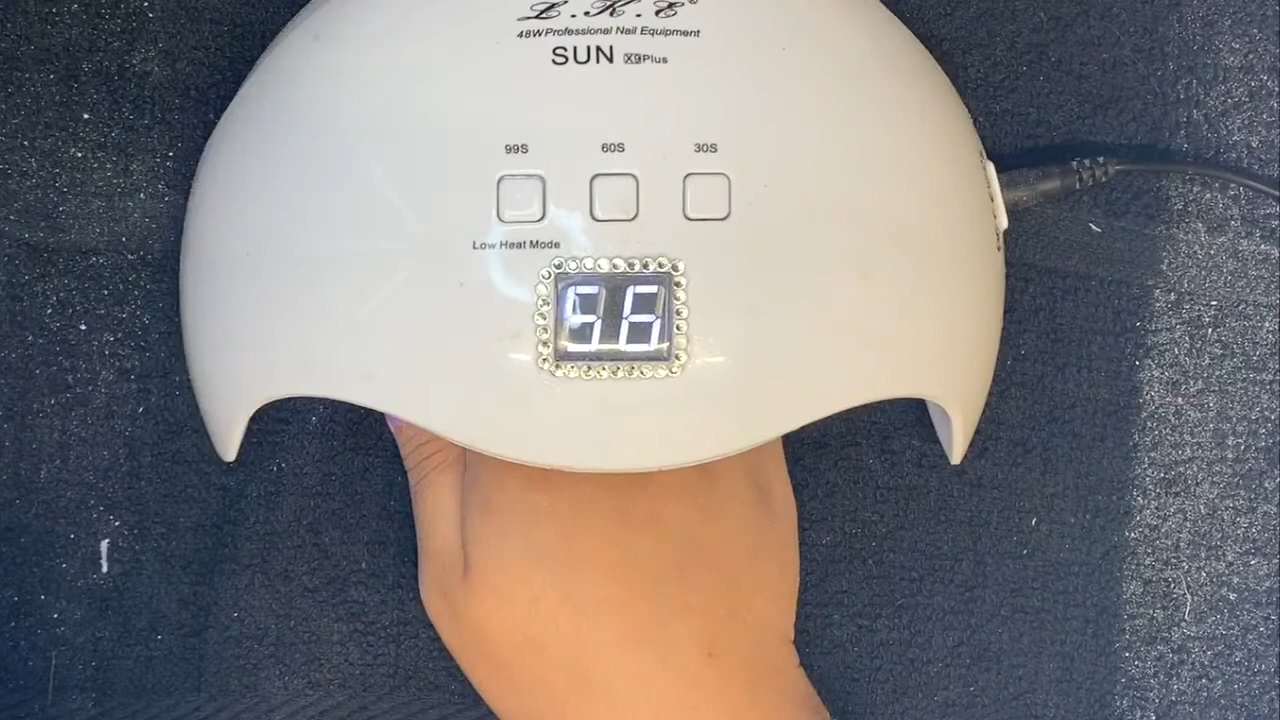 L.K.E®
48W Professional Nail Equipment
SUN X9Plus
99S 60S 30S
Low Heat Mode
56